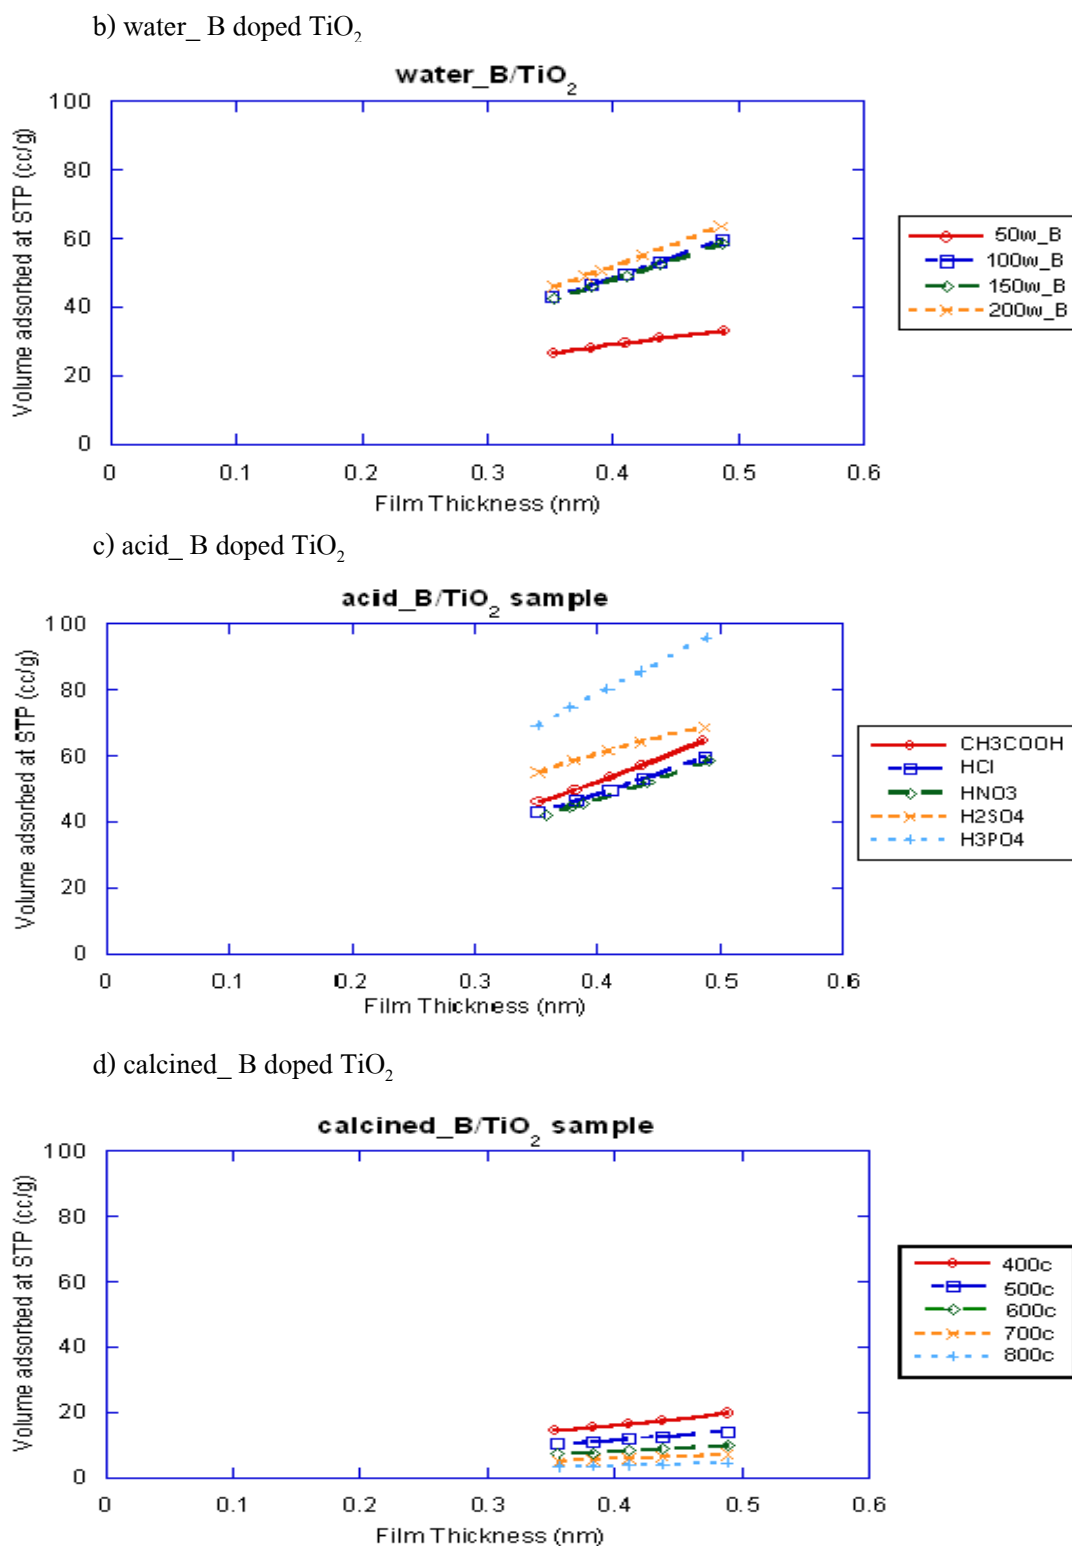 b) water_ B doped TiO₂
water_B/TiO₂
Volume adsorbed at STP (cc/g)
100
80
60
40
20
0
0 0.1 0.2 0.3 0.4 0.5 0.6
Film Thickness (nm)
50w_B
100w_B
150w_B
200w_B
c) acid_ B doped TiO₂
acid_B/TiO₂ sample
Volume adsorbed at STP (cc/g)
100
80
60
40
20
0
0 0.1 0.2 0.3 0.4 0.5 0.6
Film Thickness (nm)
CH3COOH
HCl
HNO3
H2SO4
H3PO4
d) calcined_ B doped TiO₂
calcined_B/TiO₂ sample
Volume adsorbed at STP (cc/g)
100
80
60
40
20
0
0 0.1 0.2 0.3 0.4 0.5 0.6
Film Thickness (nm)
400c
500c
600c
700c
800c